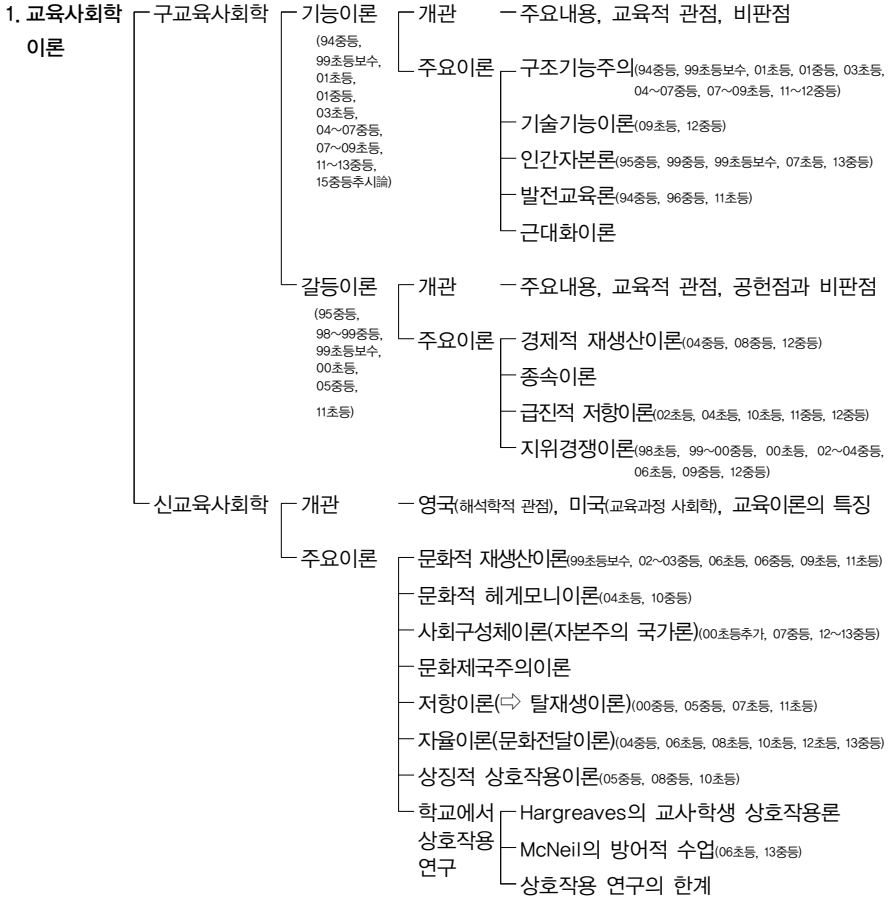 1. 교육사회학 이론
구교육사회학
기능이론
(94중등,
99초등보수,
01초등,
01중등,
03초등,
04～07중등,
07～09초등,
11～13중등,
15중등추시論)
개관
주요내용, 교육적 관점, 비판점
주요이론
구조기능주의(94중등, 99초등보수, 01초등, 01중등, 03초등,
04～07중등, 07～09초등, 11～12중등)
기술기능이론(09초등, 12중등)
인간자본론(95중등, 99중등, 99초등보수, 07초등, 13중등)
발전교육론(94중등, 96중등, 11초등)
근대화이론
갈등이론
(95중등,
98～99중등,
99초등보수,
00초등,
05중등,
11초등)
개관
주요내용, 교육적 관점, 공헌점과 비판점
주요이론
경제적 재생산이론(04중등, 08중등, 12중등)
종속이론
급진적 저항이론(02초등, 04초등, 10초등, 11중등, 12중등)
지위경쟁이론(98초등, 99～00중등, 00초등, 02～04중등,
06초등, 09중등, 12중등)
신교육사회학
개관
영국(해석학적 관점), 미국(교육과정 사회학), 교육이론의 특징
주요이론
문화적 재생산이론(99초등보수, 02～03중등, 06초등, 06중등, 09초등, 11초등)
문화적 헤게모니이론(04초등, 10중등)
사회구성체이론(자본주의 국가론)(00초등추가, 07중등, 12～13중등)
문화제국주의이론
저항이론(⇨ 탈재생이론)(00중등, 05중등, 07초등, 11초등)
자율이론(문화전달이론)(04중등, 06초등, 08초등, 10초등, 12초등, 13중등)
상징적 상호작용이론(05중등, 08중등, 10초등)
학교에서
상호작용
연구
Hargreaves의 교사·학생 상호작용론
McNeil의 방어적 수업(06초등, 13중등)
상호작용 연구의 한계